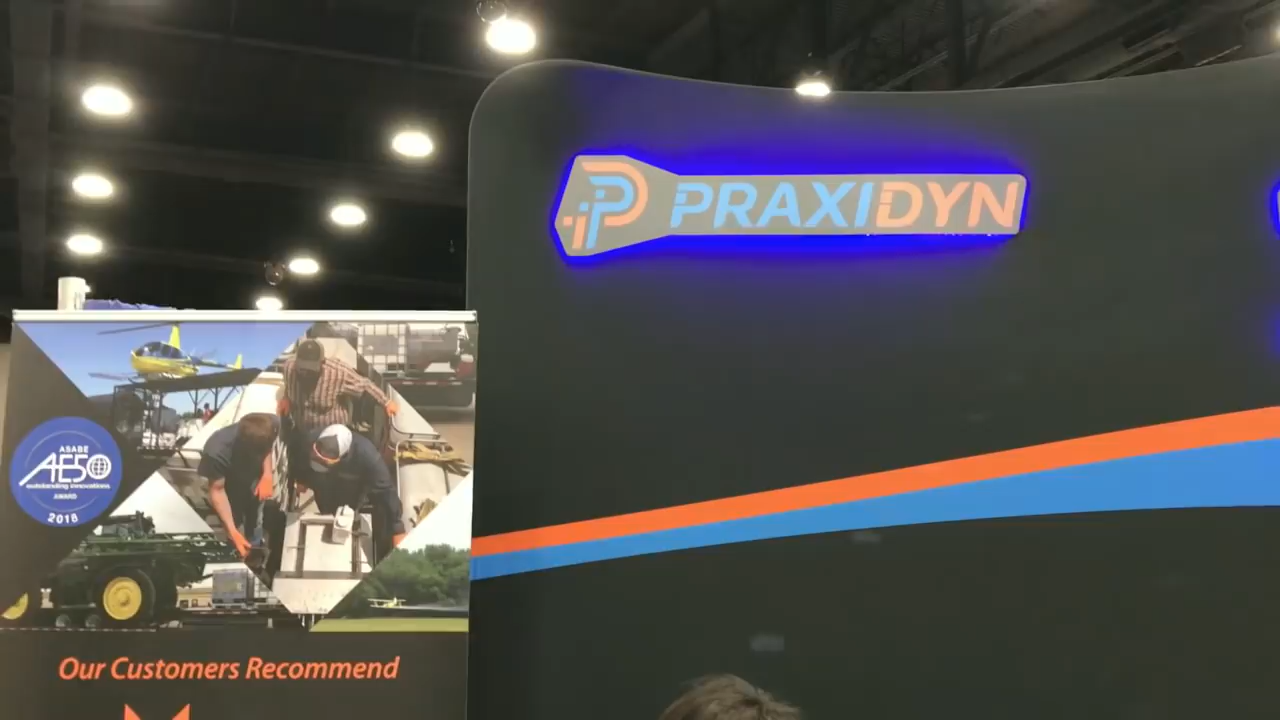 PRAXIDYN
ASABE
AE50
outstanding innovations
AWARD
2018
Our Customers Recommend